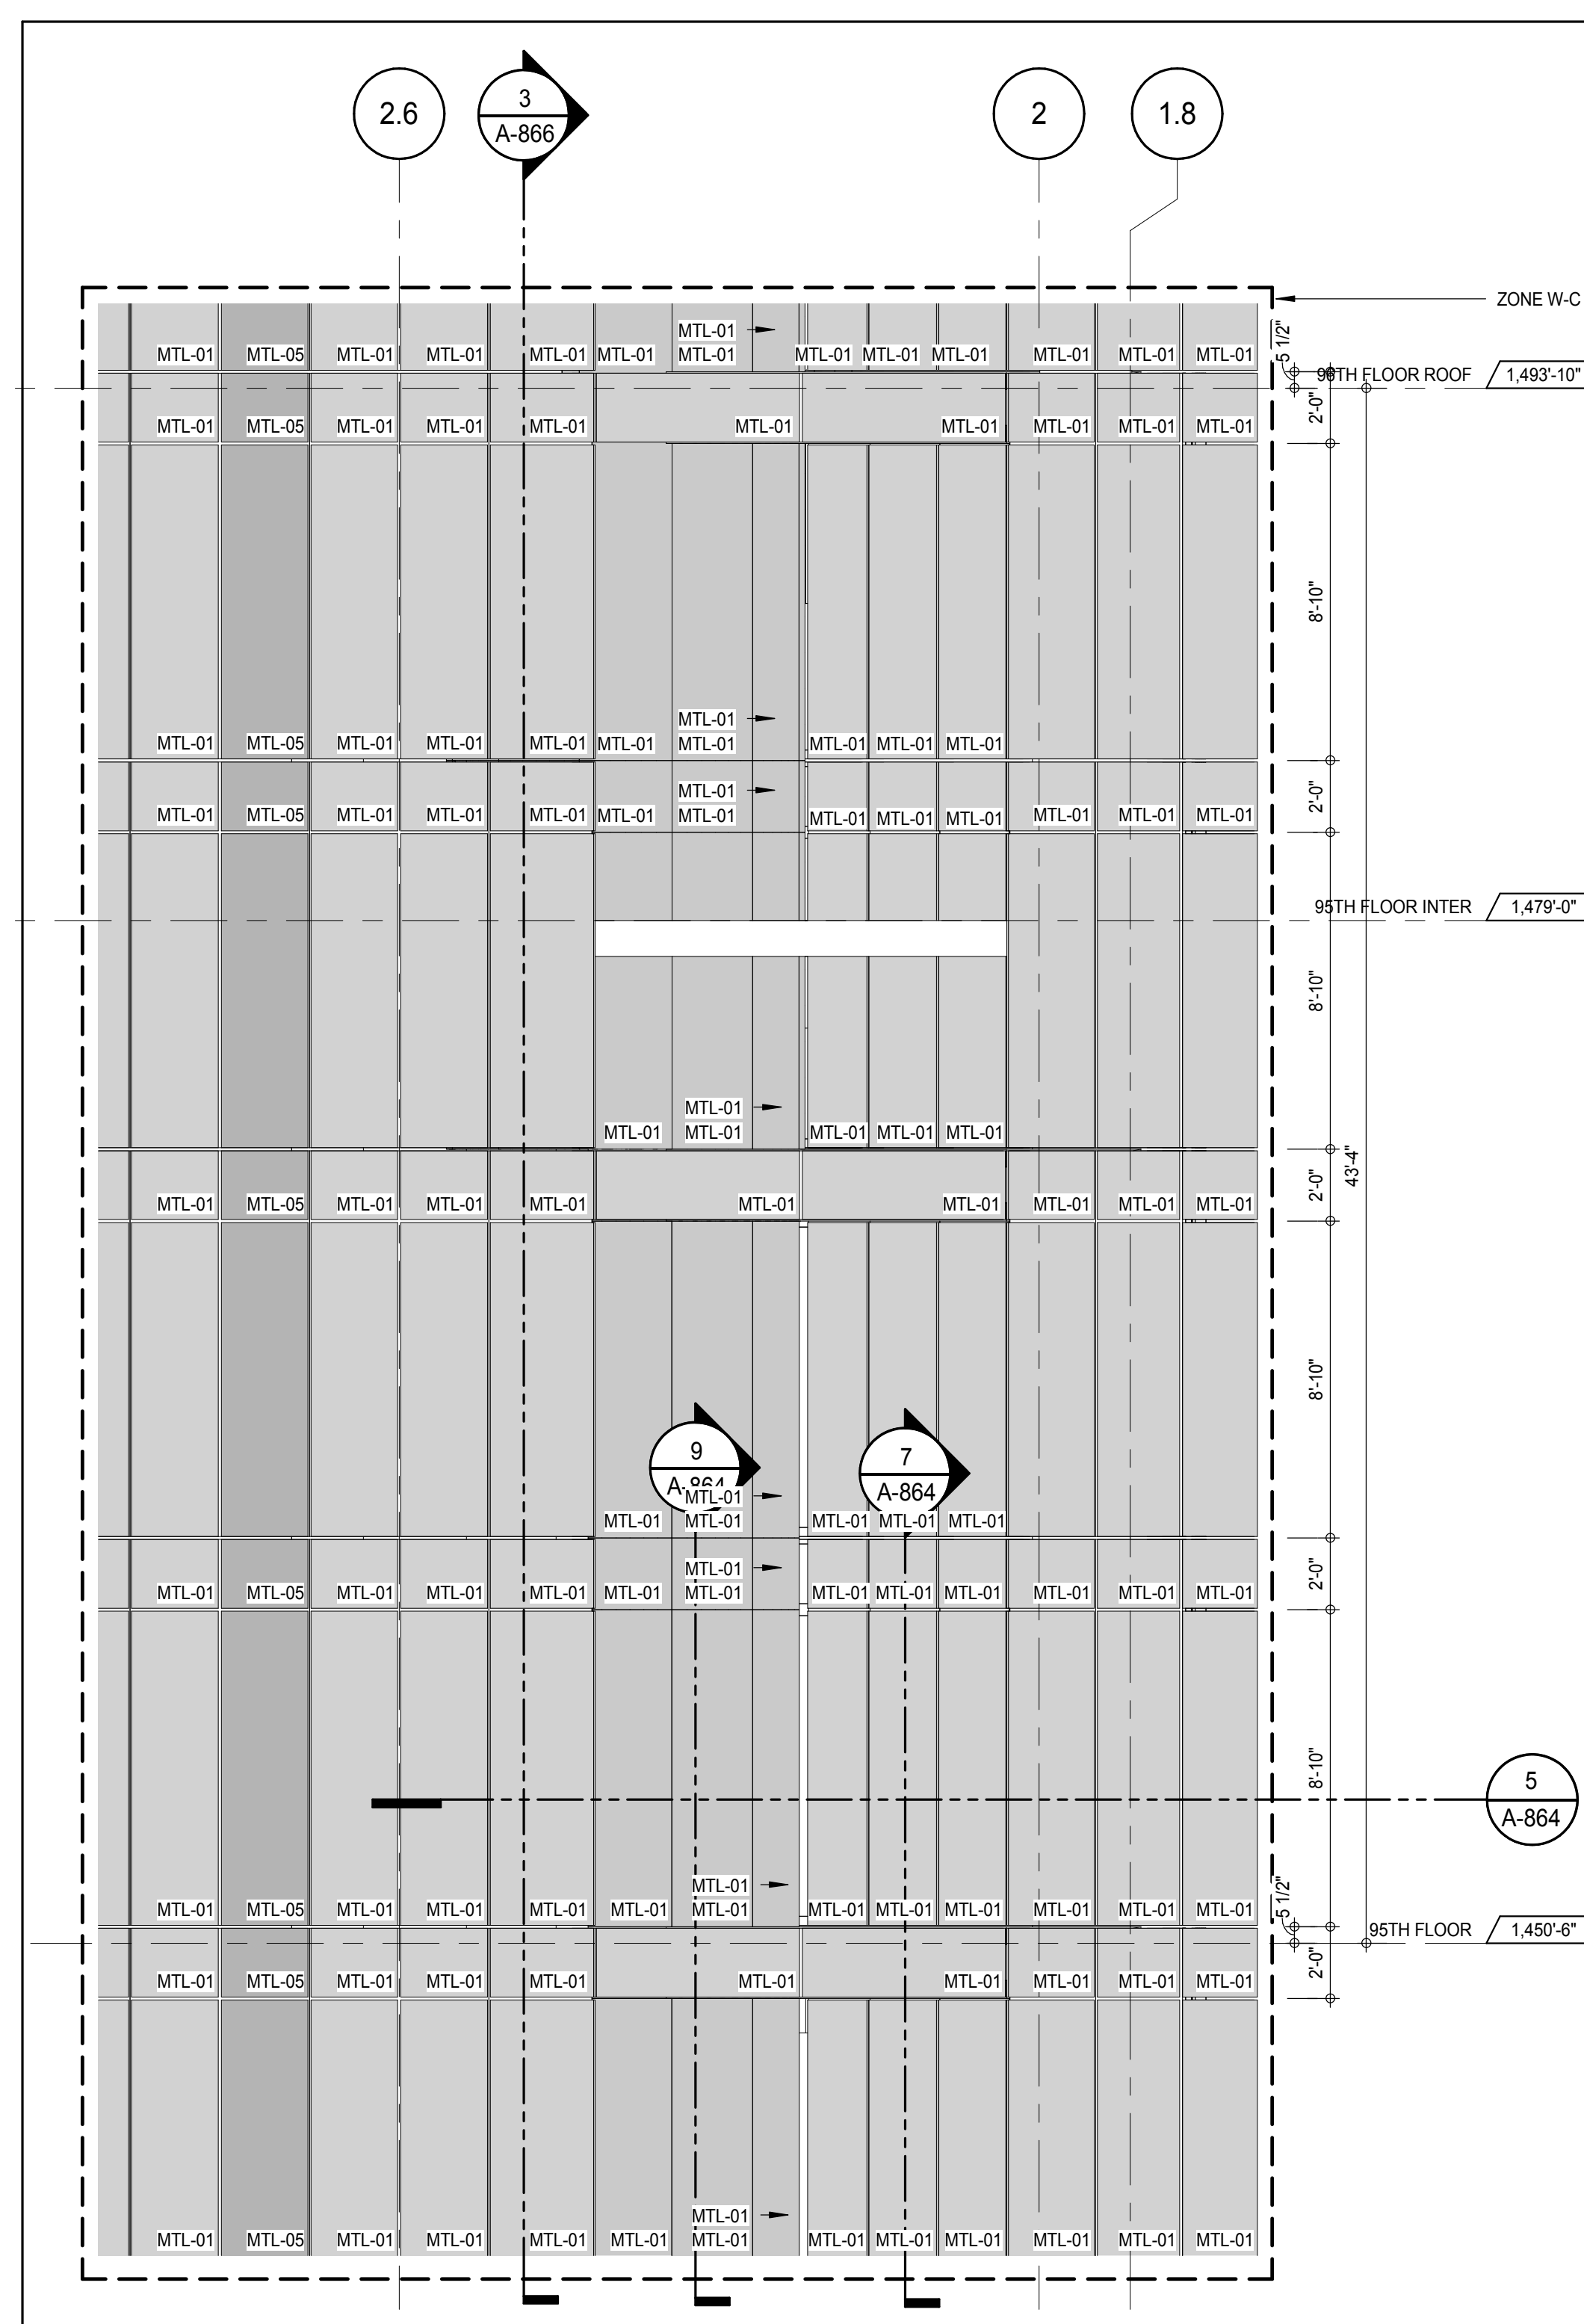 2.6
3
A-866
2
1.8
ZONE W-C
MTL-01
MTL-01 MTL-05 MTL-01 MTL-01 MTL-01 MTL-01 MTL-01 MTL-01 MTL-01 MTL-01 MTL-01 MTL-01 MTL-01
5 1/2"
FLOOR ROOF 1,493'-10"
MTL-01 MTL-05 MTL-01 MTL-01 MTL-01 MTL-01 MTL-01 MTL-01 MTL-01 MTL-01
2'-0"
8'-10"
MTL-01
MTL-01 MTL-05 MTL-01 MTL-01 MTL-01 MTL-01 MTL-01 MTL-01 MTL-01 MTL-01
MTL-01
MTL-01 MTL-05 MTL-01 MTL-01 MTL-01 MTL-01 MTL-01 MTL-01 MTL-01 MTL-01 MTL-01 MTL-01 MTL-01
2'-0"
95TH FLOOR INTER 1,479'-0"
8'-10"
MTL-01
MTL-01 MTL-01 MTL-01 MTL-01 MTL-01
43'-4"
MTL-01 MTL-05 MTL-01 MTL-01 MTL-01 MTL-01 MTL-01 MTL-01 MTL-01 MTL-01
2'-0"
8'-10"
9
A-864
7
A-864
MTL-01
MTL-01 MTL-01 MTL-01 MTL-01 MTL-01
MTL-01
MTL-01 MTL-05 MTL-01 MTL-01 MTL-01 MTL-01 MTL-01 MTL-01 MTL-01 MTL-01 MTL-01 MTL-01 MTL-01
2'-0"
8'-10"
5
A-864
MTL-01
MTL-01 MTL-05 MTL-01 MTL-01 MTL-01 MTL-01 MTL-01 MTL-01 MTL-01 MTL-01 MTL-01 MTL-01 MTL-01
5 1/2"
95TH FLOOR 1,450'-6"
MTL-01 MTL-05 MTL-01 MTL-01 MTL-01 MTL-01 MTL-01 MTL-01 MTL-01 MTL-01
2'-0"
MTL-01
MTL-01 MTL-05 MTL-01 MTL-01 MTL-01 MTL-01 MTL-01 MTL-01 MTL-01 MTL-01 MTL-01 MTL-01 MTL-01